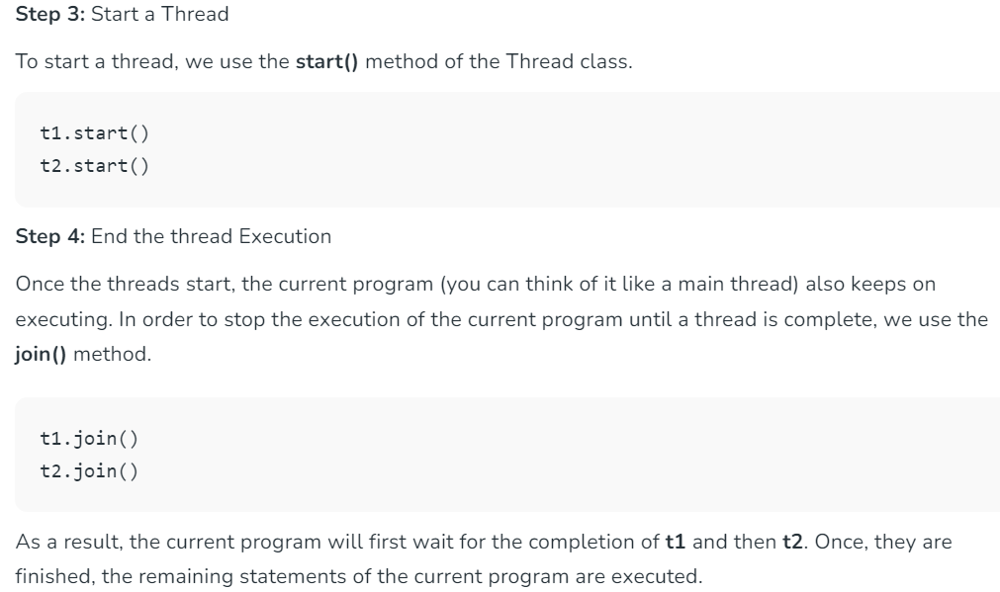 Step 3: Start a Thread
To start a thread, we use the start() method of the Thread class.
t1.start()
t2.start()
Step 4: End the thread Execution
Once the threads start, the current program (you can think of it like a main thread) also keeps on
executing. In order to stop the execution of the current program until a thread is complete, we use the
join() method.
t1.join()
t2.join()
As a result, the current program will first wait for the completion of t1 and then t2. Once, they are
finished, the remaining statements of the current program are executed.